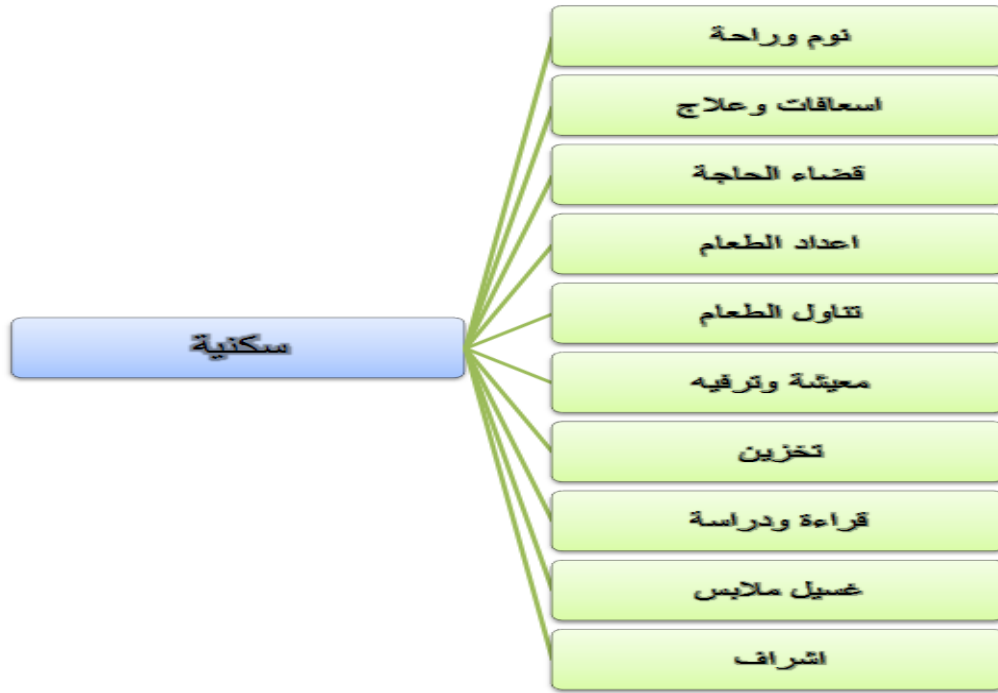 سكنية
نوم وراحة
اسعافات وعلاج
قضاء الحاجة
اعداد الطعام
تناول الطعام
معيشة وترفيه
تخزين
قراءة ودراسة
غسيل ملابس
اشراف